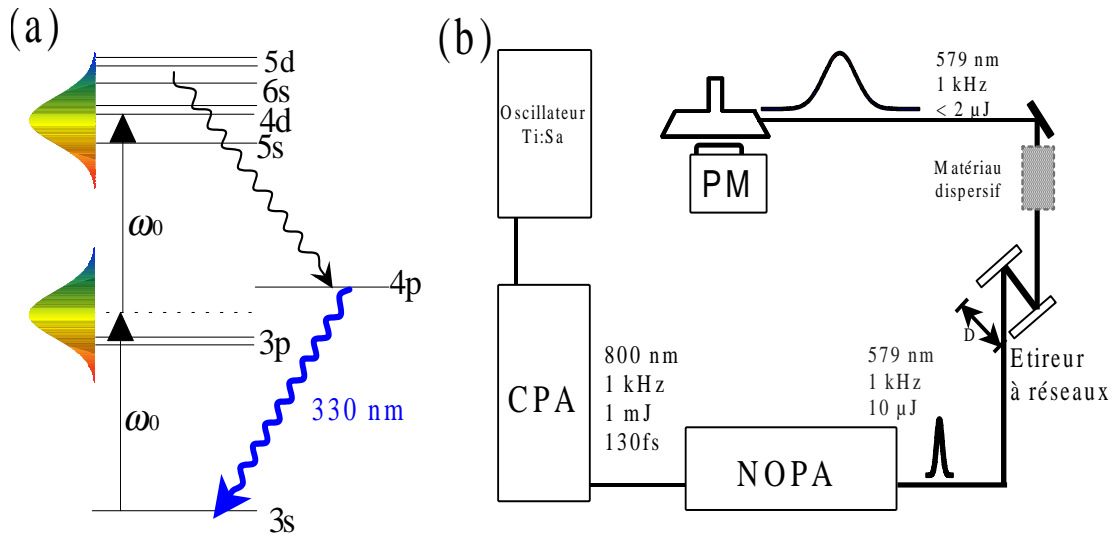 (a)
5d
6s
4d
5s
ω0
4p
3p
330 nm
ω0
3s
(b)
Oscillateur
Ti:Sa
579 nm
1 kHz
< 2 µJ
PM
Matériau
dispersif
D
Etireur
à réseaux
CPA
800 nm
1 kHz
1 mJ
130fs
579 nm
1 kHz
10 µJ
NOPA